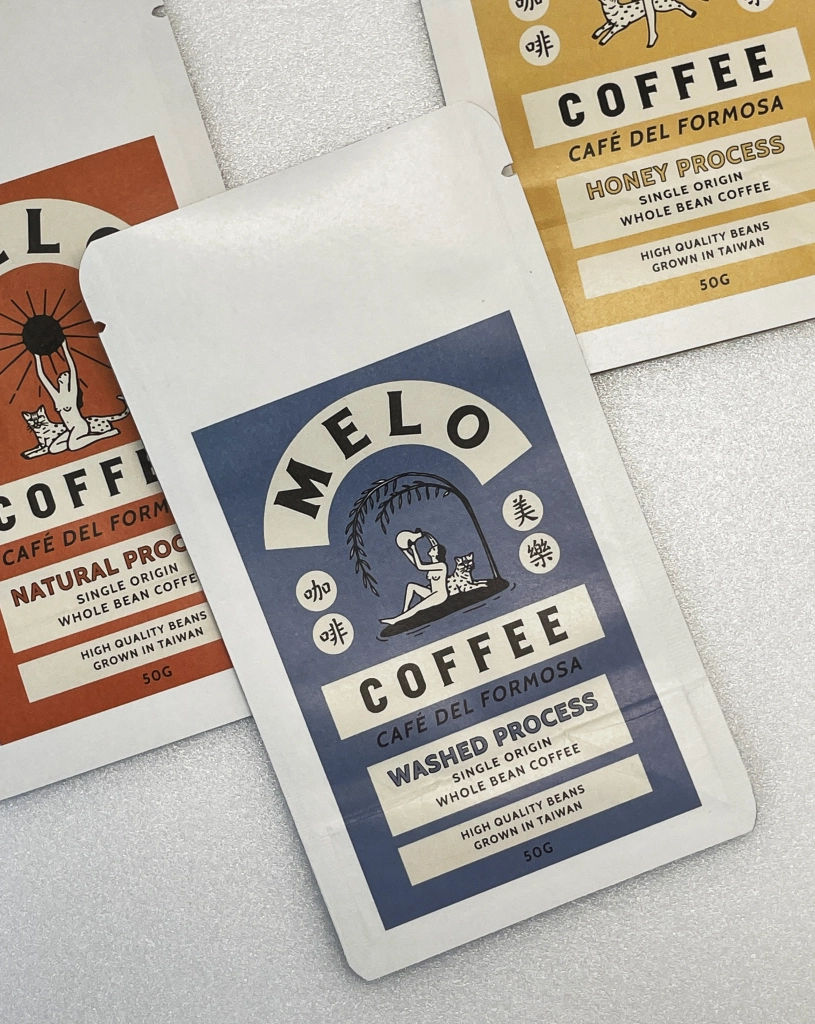 MELO
美
樂
咖
啡
COFFEE
CAFÉ DEL FORMOSA
WASHED PROCESS
SINGLE ORIGIN
WHOLE BEAN COFFEE
HIGH QUALITY BEANS
GROWN IN TAIWAN
50G
COFFEE
CAFÉ DEL FORM
NATURAL PROC
SINGLE ORIGIN
WHOLE BEAN COFFE
HIGH QUALITY BEANS
GROWN IN TAIWAN
50G
咖
啡
COFFEE
CAFÉ DEL FORMOSA
HONEY PROCESS
SINGLE ORIGIN
WHOLE BEAN COFFEE
HIGH QUALITY BEANS
GROWN IN TAIWAN
50G